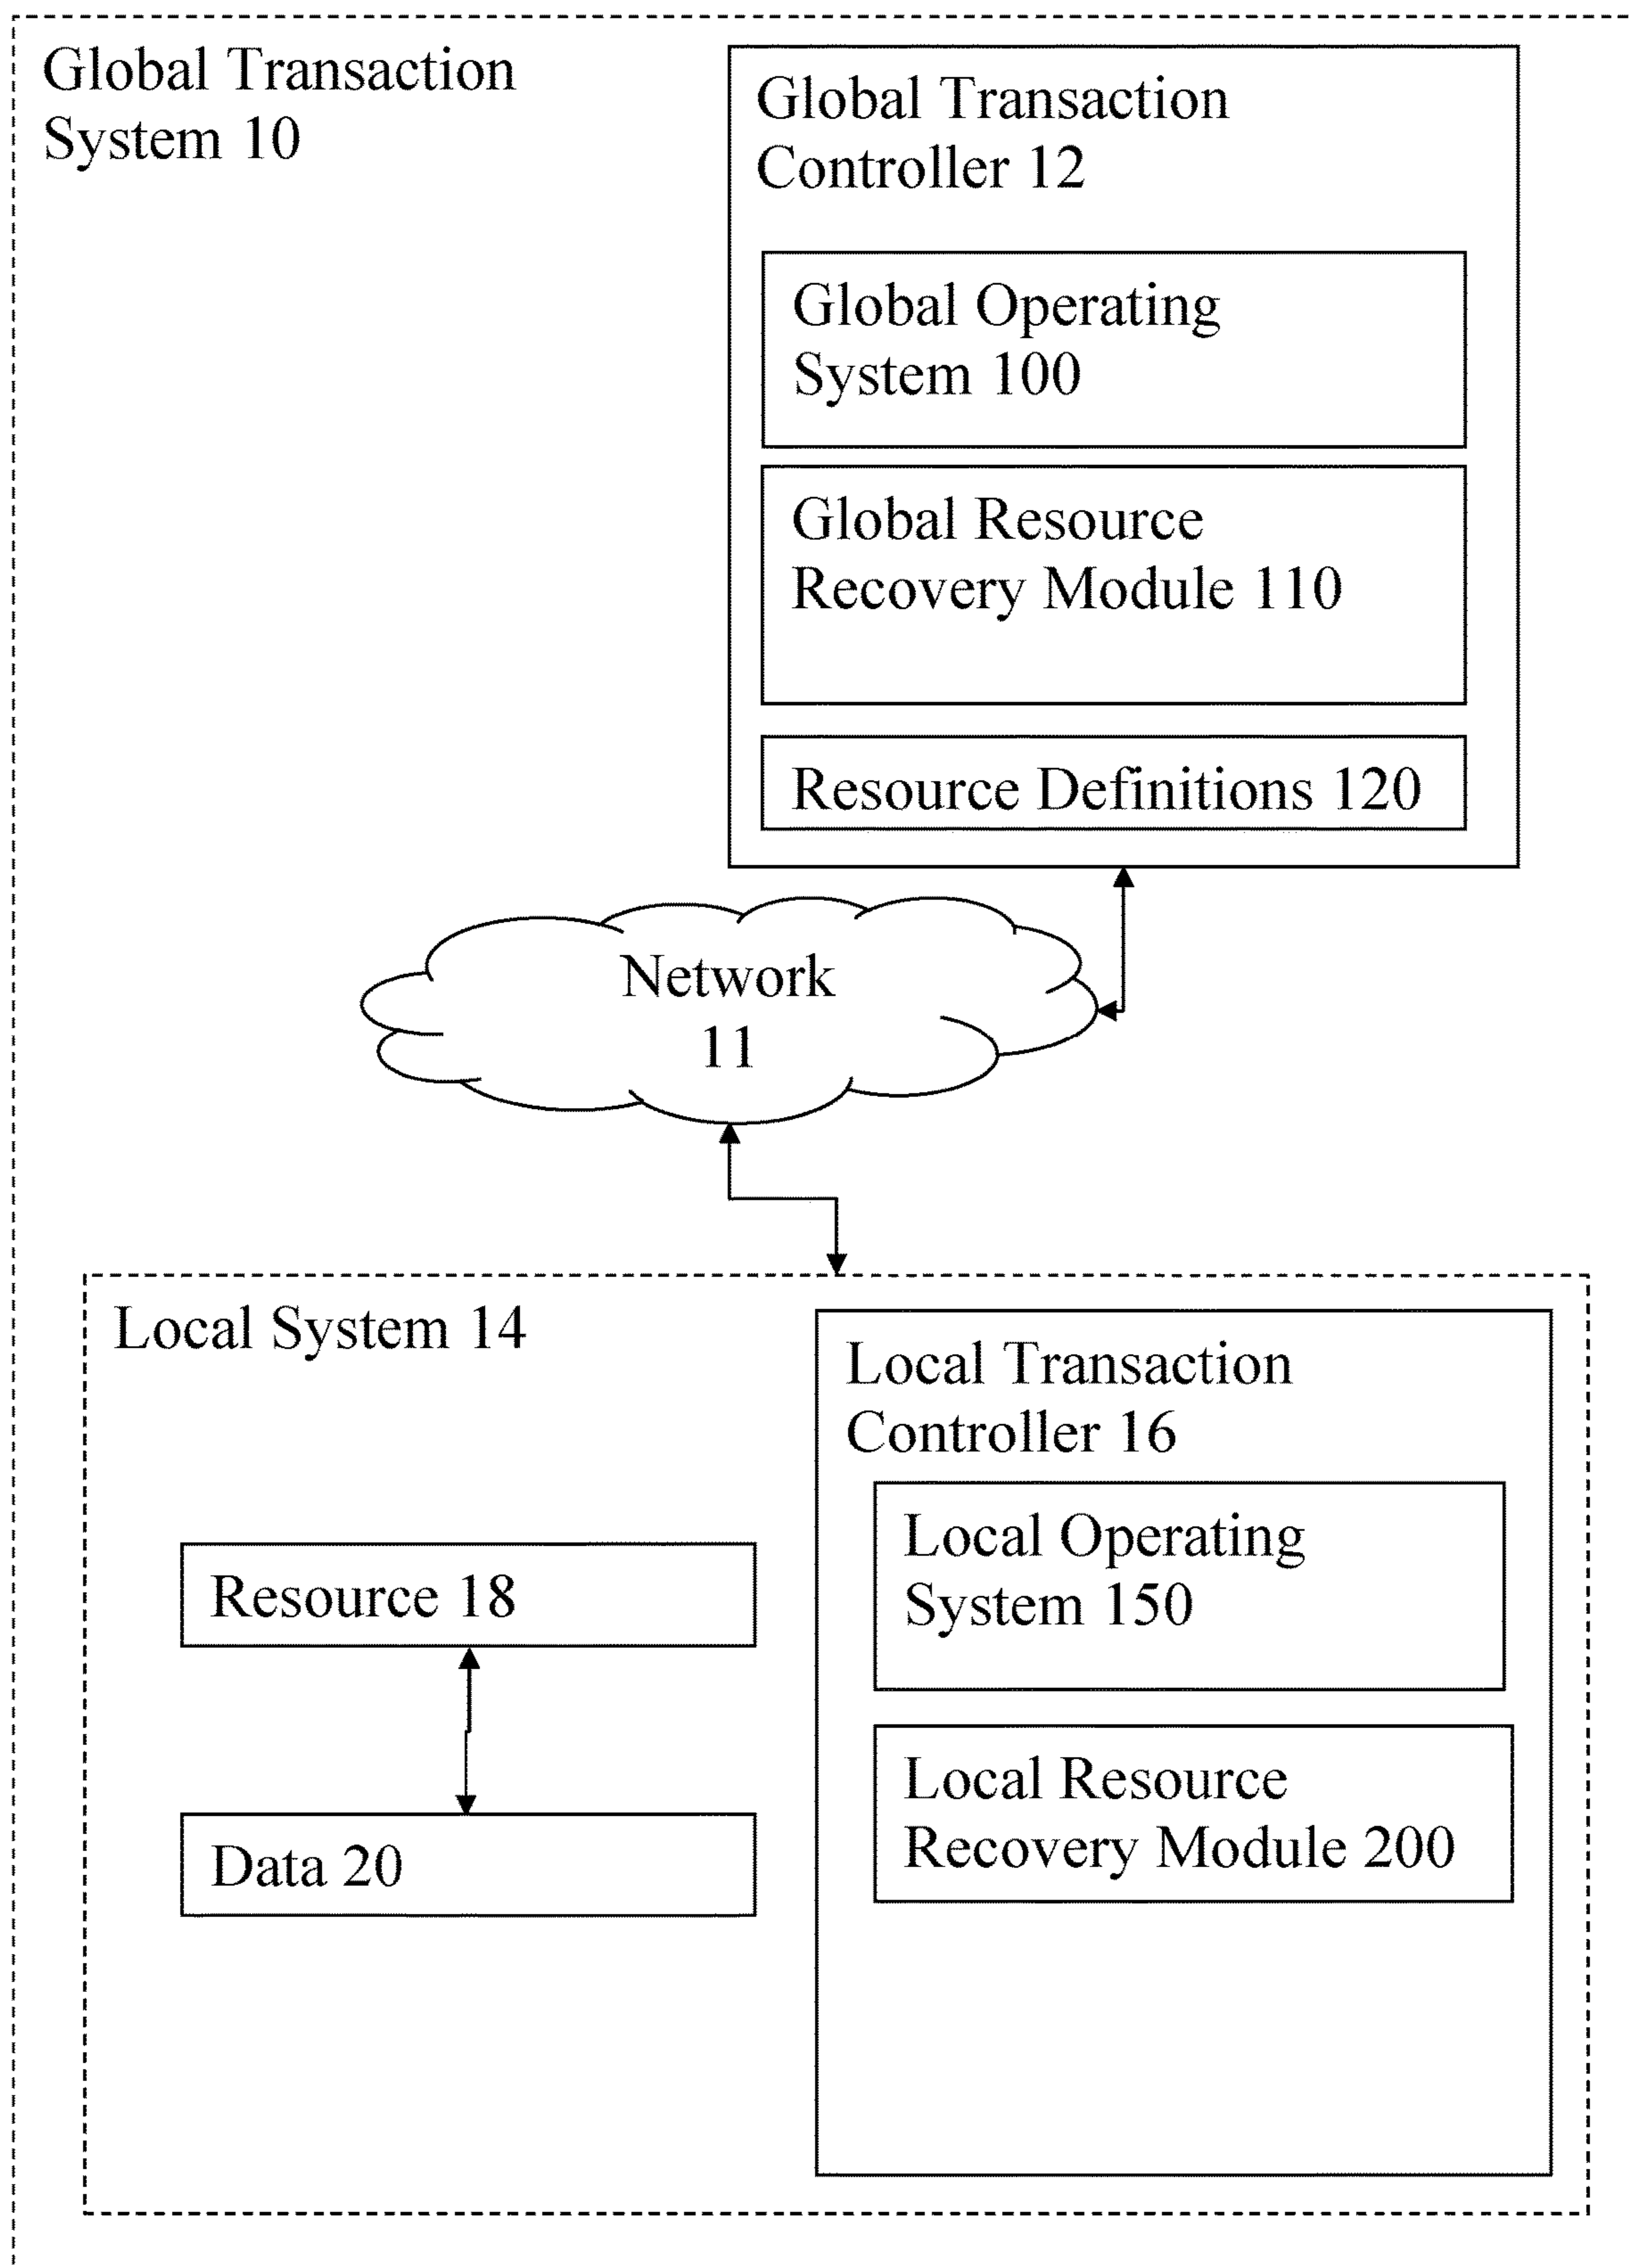 Global Transaction
System 10
Global Transaction
Controller 12
Global Operating
System 100
Global Resource
Recovery Module 110
Resource Definitions 120
Network
11
Local System 14
Local Transaction
Controller 16
Local Operating
System 150
Resource 18
Local Resource
Recovery Module 200
Data 20